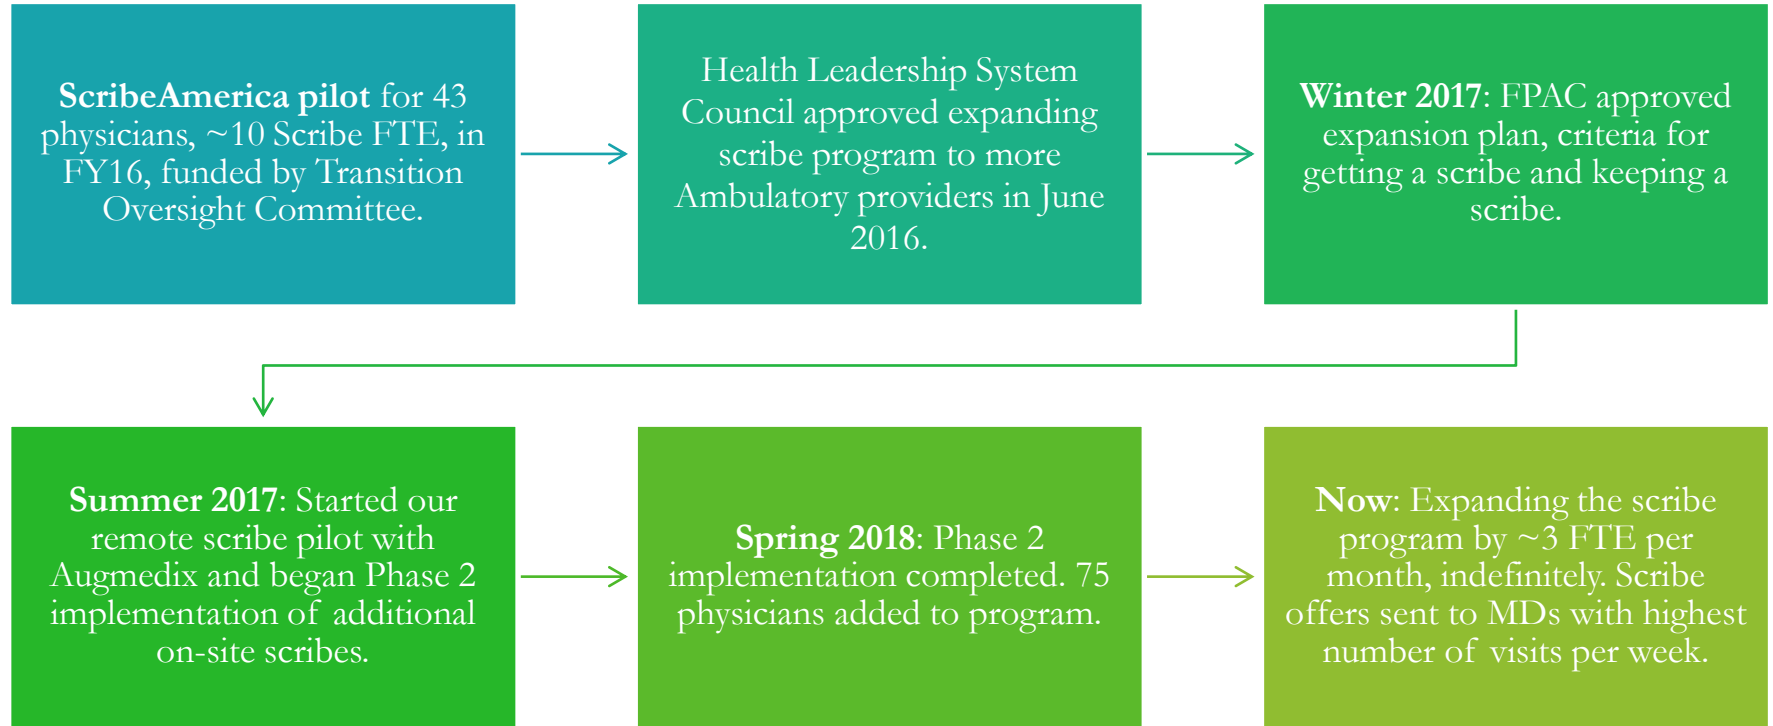 ScribeAmerica pilot for 43
physicians, ~10 Scribe FTE, in
FY16, funded by Transition
Oversight Committee.
Health Leadership System
Council approved expanding
scribe program to more
Ambulatory providers in June
2016.
Winter 2017: FPAC approved
expansion plan, criteria for
getting a scribe and keeping a
scribe.
Summer 2017: Started our
remote scribe pilot with
Augmedix and began Phase 2
implementation of additional
on-site scribes.
Spring 2018: Phase 2
implementation completed. 75
physicians added to program.
Now: Expanding the scribe
program by ~3 FTE per
month, indefinitely. Scribe
offers sent to MDs with highest
number of visits per week.